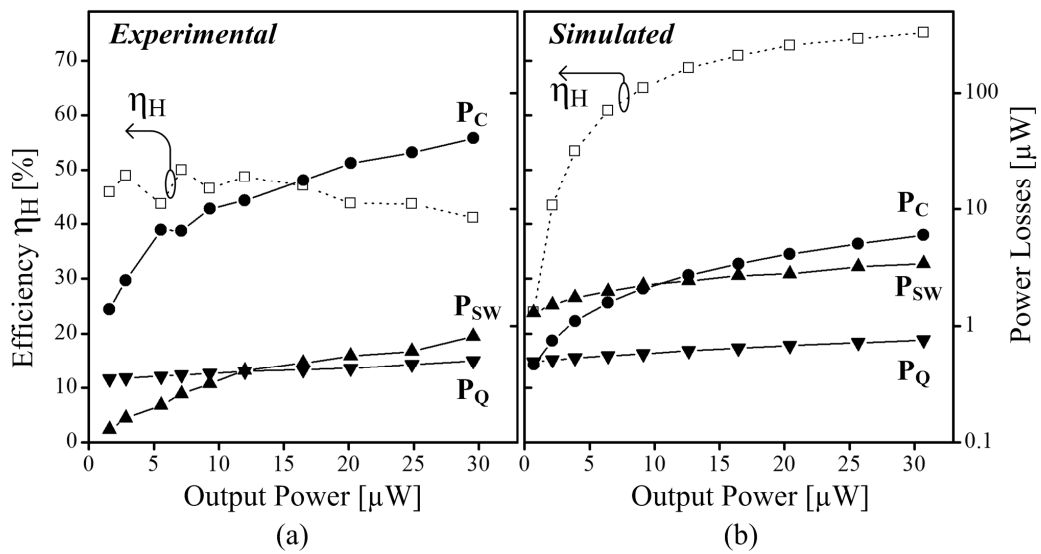 Experimental
Simulated
Efficiency ηH [%]
70
60
50
40
30
20
10
0
ηH
PC
PSW
PQ
0
5
10
15
20
25
30
Output Power [µW]
(a)
ηH
PC
PSW
PQ
100
10
1
0.1
Power Losses [µW]
0
5
10
15
20
25
30
Output Power [µW]
(b)